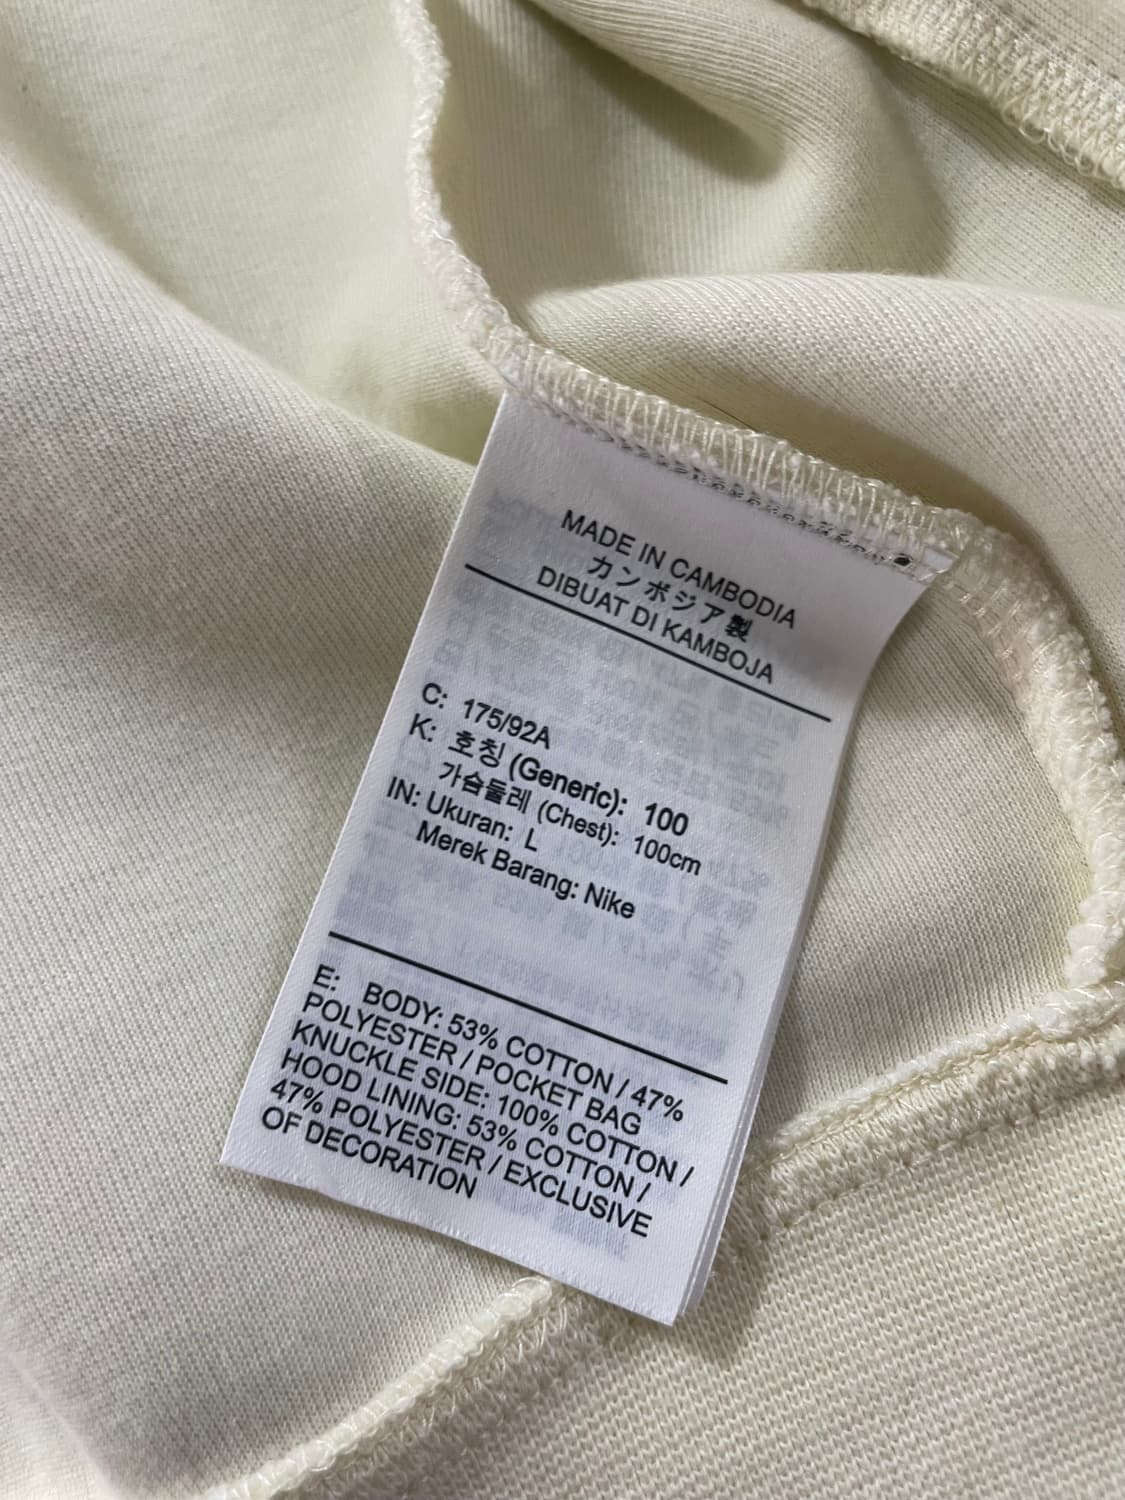 MADE IN CAMBODIA
カンボジア製
DIBUAT DI KAMBOJA
C: 175/92A
K: 호칭 (Generic): 100
가슴둘레 (Chest): 100cm
IN: Ukuran: L
Merek Barang: Nike
E: BODY: 53% COTTON / 47%
POLYESTER / POCKET BAG
KNUCKLE SIDE: 100% COTTON /
HOOD LINING: 53% COTTON /
47% POLYESTER / EXCLUSIVE
OF DECORATION